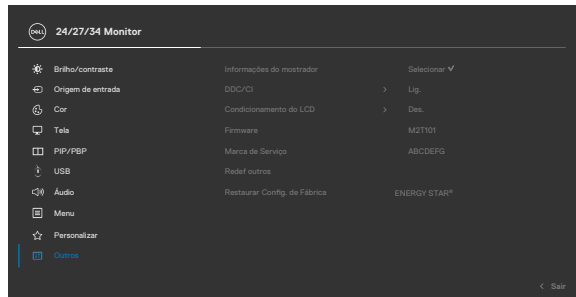 DELL 24/27/34 Monitor
Brilho/contraste Informações do mostrador Selecionar ✓
Origem de entrada DDC/CI > Lig.
Cor Condicionamento do LCD > Des.
Tela Firmware M2T101
PIP/PBP Marca de Serviço ABCDEFG
USB Redef outros
Áudio Restaurar Config. de Fábrica ENERGY STAR®
Menu
Personalizar
Outros
< Sair